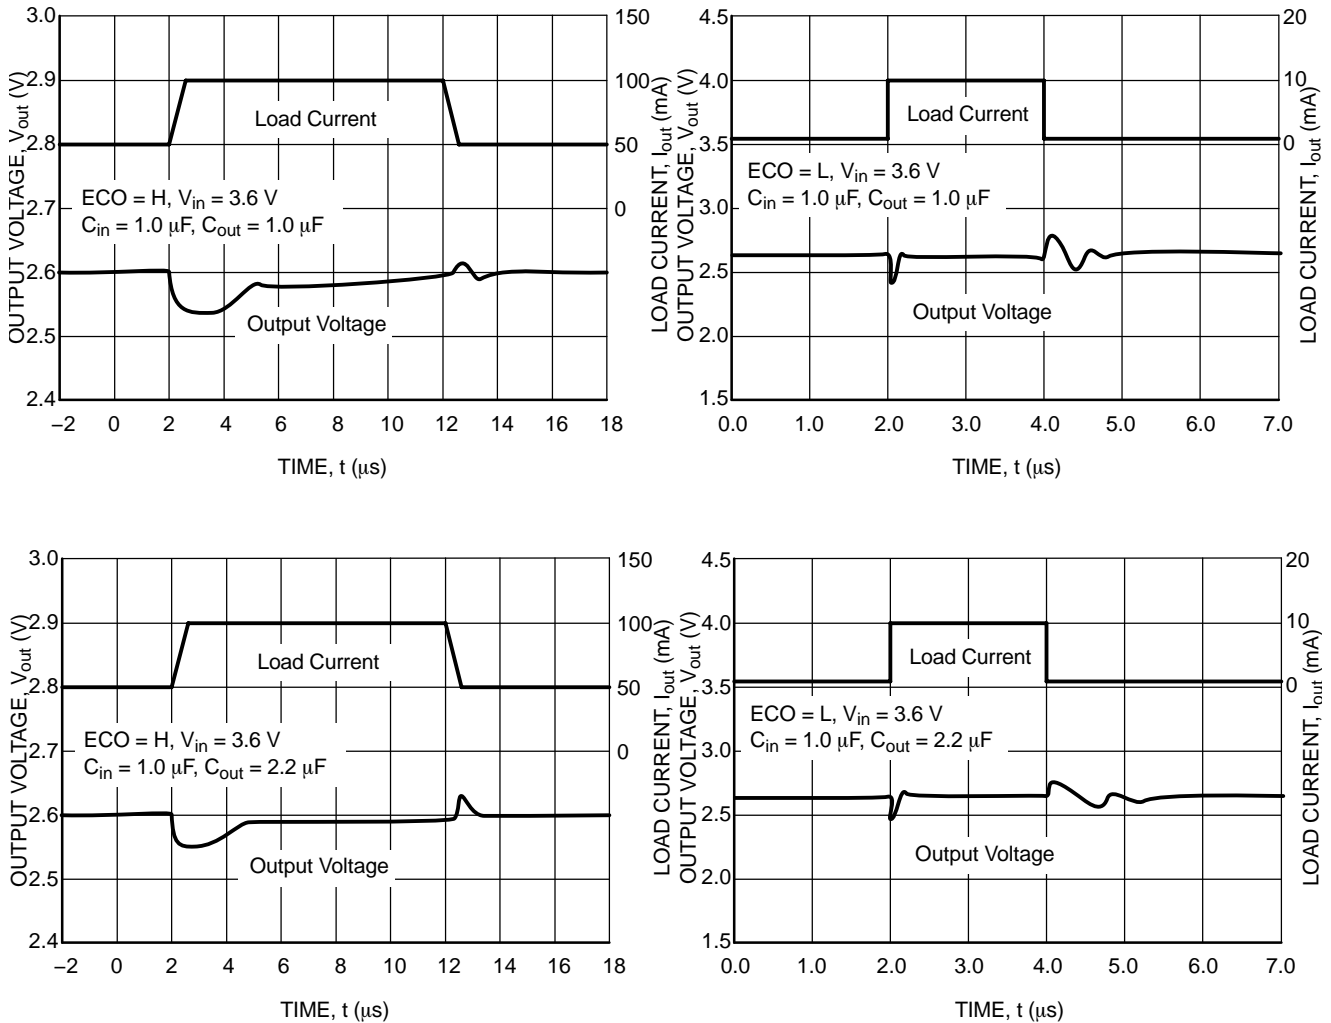 OUTPUT VOLTAGE, Vout (V)
3.0
2.9
2.8
2.7
2.6
2.5
2.4
150
100
50
0
LOAD CURRENT, Iout (mA)
Load Current
ECO = H, Vin = 3.6 V
Cin = 1.0 μF, Cout = 1.0 μF
Output Voltage
–2 0 2 4 6 8 10 12 14 16 18
TIME, t (μs)
OUTPUT VOLTAGE, Vout (V)
4.5
4.0
3.5
3.0
2.5
2.0
1.5
20
10
0
LOAD CURRENT, Iout (mA)
Load Current
ECO = L, Vin = 3.6 V
Cin = 1.0 μF, Cout = 1.0 μF
Output Voltage
0.0 1.0 2.0 3.0 4.0 5.0 6.0 7.0
TIME, t (μs)
OUTPUT VOLTAGE, Vout (V)
3.0
2.9
2.8
2.7
2.6
2.5
2.4
150
100
50
0
LOAD CURRENT, Iout (mA)
Load Current
ECO = H, Vin = 3.6 V
Cin = 1.0 μF, Cout = 2.2 μF
Output Voltage
–2 0 2 4 6 8 10 12 14 16 18
TIME, t (μs)
OUTPUT VOLTAGE, Vout (V)
4.5
4.0
3.5
3.0
2.5
2.0
1.5
20
10
0
LOAD CURRENT, Iout (mA)
Load Current
ECO = L, Vin = 3.6 V
Cin = 1.0 μF, Cout = 2.2 μF
Output Voltage
0.0 1.0 2.0 3.0 4.0 5.0 6.0 7.0
TIME, t (μs)